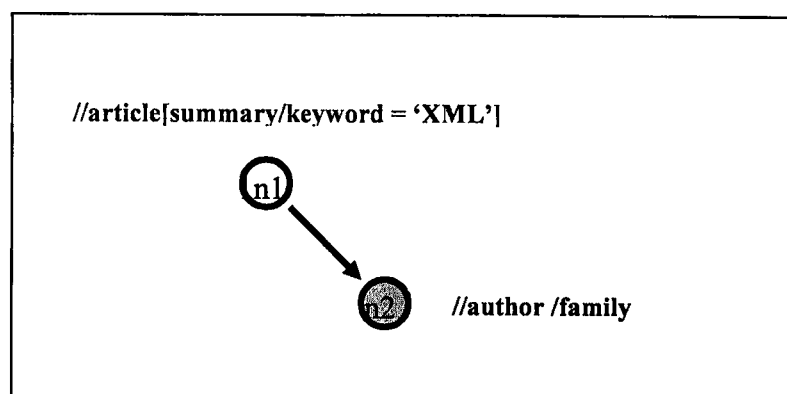 //article[summary/keyword = ‘XML’]
n1
n2
//author /family